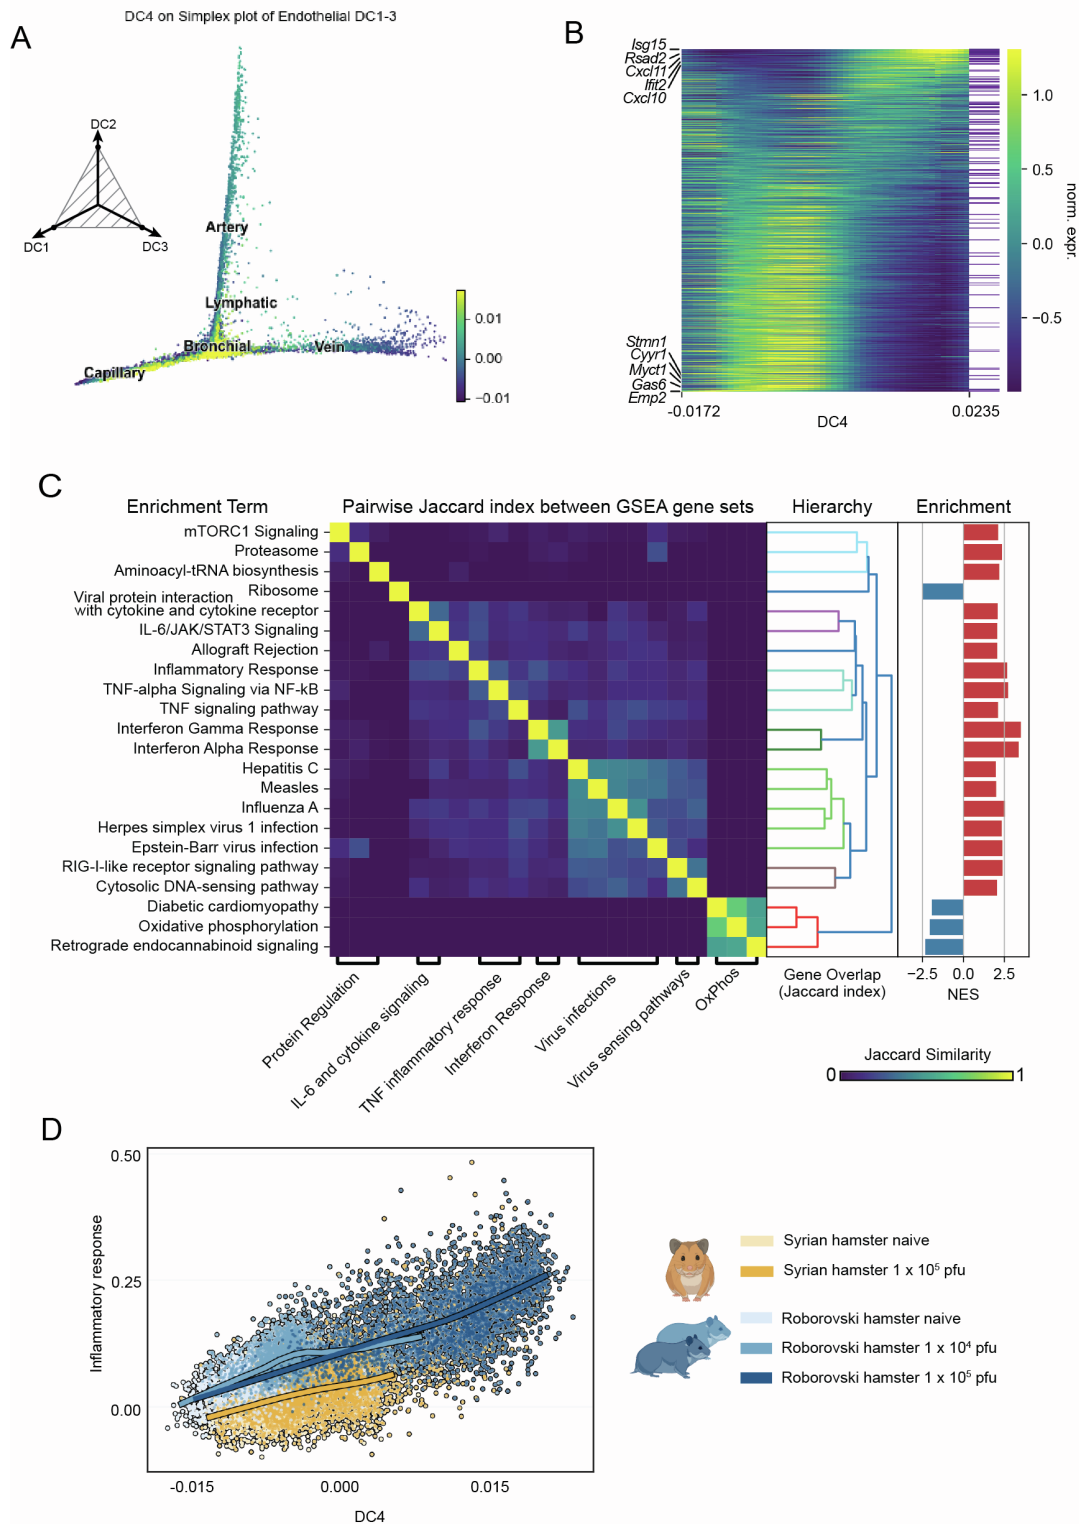 DC4 on Simplex plot of Endothelial DC1-3
A
DC2
DC1
DC3
Artery
Lymphatic
Bronchial
Vein
Capillary
0.01
0.00
−0.01
B
Isg15
Rsad2
Cxcl11
Ifit2
Cxcl10
Stmn1
Cyyr1
Myct1
Gas6
Emp2
-0.0172
0.0235
DC4
1.0
0.5
0.0
−0.5
norm. expr.
C
Enrichment Term
Pairwise Jaccard index between GSEA gene sets
Hierarchy
Enrichment
mTORC1 Signaling
Proteasome
Aminoacyl-tRNA biosynthesis
Ribosome
Viral protein interaction
with cytokine and cytokine receptor
IL-6/JAK/STAT3 Signaling
Allograft Rejection
Inflammatory Response
TNF-alpha Signaling via NF-kB
TNF signaling pathway
Interferon Gamma Response
Interferon Alpha Response
Hepatitis C
Measles
Influenza A
Herpes simplex virus 1 infection
Epstein-Barr virus infection
RIG-I-like receptor signaling pathway
Cytosolic DNA-sensing pathway
Diabetic cardiomyopathy
Oxidative phosphorylation
Retrograde endocannabinoid signaling
Protein Regulation
IL-6 and cytokine signaling
TNF inflammatory response
Interferon Response
Virus infections
Virus sensing pathways
OxPhos
Gene Overlap
(Jaccard index)
−2.5 0.0 2.5
NES
Jaccard Similarity
0 1
D
0.50
0.25
0.00
Inflammatory response
-0.015 0.000 0.015
DC4
Syrian hamster naive
Syrian hamster 1 x 10⁵ pfu
Roborovski hamster naive
Roborovski hamster 1 x 10⁴ pfu
Roborovski hamster 1 x 10⁵ pfu